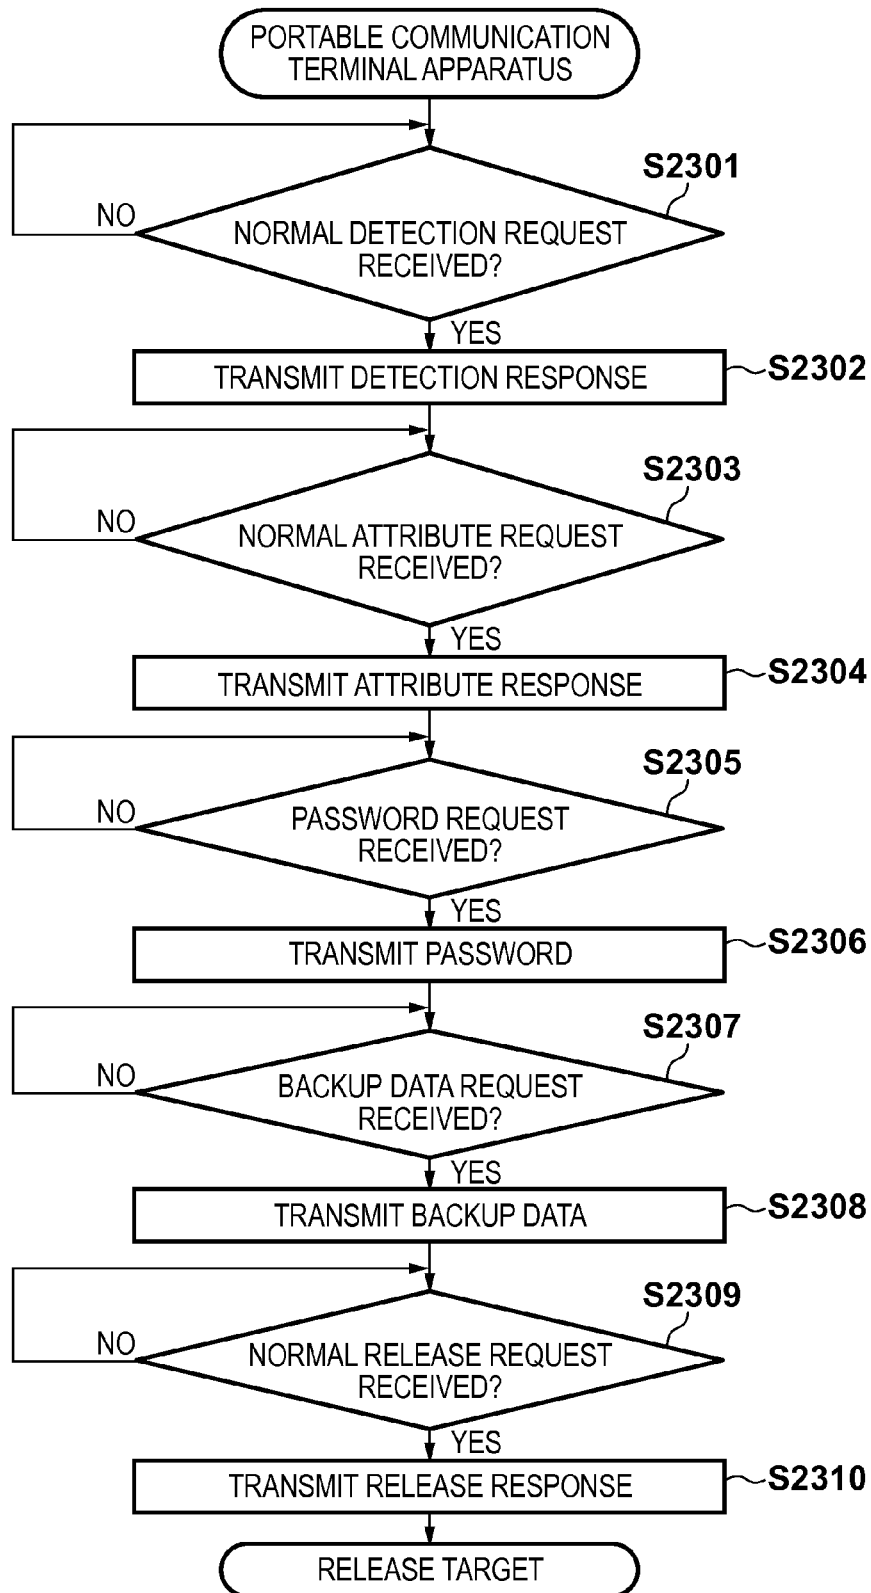 PORTABLE COMMUNICATION
TERMINAL APPARATUS
S2301
NO
NORMAL DETECTION REQUEST
RECEIVED?
YES
TRANSMIT DETECTION RESPONSE
S2302
S2303
NO
NORMAL ATTRIBUTE REQUEST
RECEIVED?
YES
TRANSMIT ATTRIBUTE RESPONSE
S2304
S2305
NO
PASSWORD REQUEST
RECEIVED?
YES
TRANSMIT PASSWORD
S2306
S2307
NO
BACKUP DATA REQUEST
RECEIVED?
YES
TRANSMIT BACKUP DATA
S2308
S2309
NO
NORMAL RELEASE REQUEST
RECEIVED?
YES
TRANSMIT RELEASE RESPONSE
S2310
RELEASE TARGET